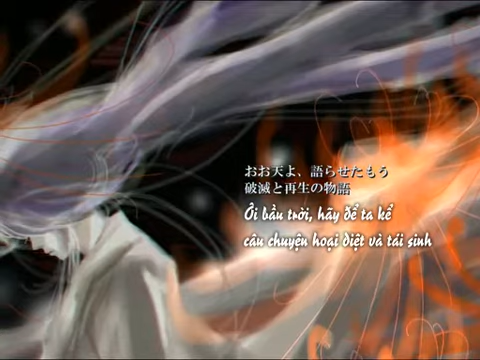 おお天よ、語らせたもう
破滅と再生の物語
Ôi bầu trời, hãy để ta kể
câu chuyện hoại diệt và tái sinh